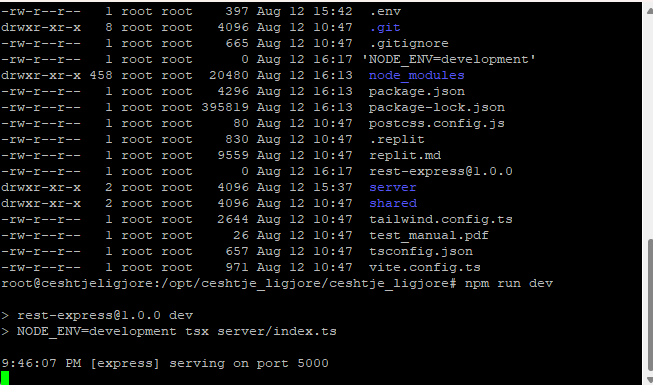 -rw-r--r-- 1 root root 397 Aug 12 15:42 .env
drwxr-xr-x 8 root root 4096 Aug 12 10:47 .git
-rw-r--r-- 1 root root 665 Aug 12 10:47 .gitignore
-rw-r--r-- 1 root root 0 Aug 12 16:17 'NODE_ENV=development'
drwxr-xr-x 458 root root 20480 Aug 12 16:13 node_modules
-rw-r--r-- 1 root root 4296 Aug 12 16:13 package.json
-rw-r--r-- 1 root root 395819 Aug 12 16:13 package-lock.json
-rw-r--r-- 1 root root 80 Aug 12 10:47 postcss.config.js
-rw-r--r-- 1 root root 830 Aug 12 10:47 .replit
-rw-r--r-- 1 root root 9559 Aug 12 10:47 replit.md
-rw-r--r-- 1 root root 0 Aug 12 16:17 rest-express@1.0.0
drwxr-xr-x 2 root root 4096 Aug 12 15:37 server
drwxr-xr-x 2 root root 4096 Aug 12 10:47 shared
-rw-r--r-- 1 root root 2644 Aug 12 10:47 tailwind.config.ts
-rw-r--r-- 1 root root 26 Aug 12 10:47 test_manual.pdf
-rw-r--r-- 1 root root 657 Aug 12 10:47 tsconfig.json
-rw-r--r-- 1 root root 971 Aug 12 10:47 vite.config.ts
root@ceshtjeligjore:/opt/ceshtje_ligjore/ceshtje_ligjore# npm run dev
> rest-express@1.0.0 dev
> NODE_ENV=development tsx server/index.ts
9:46:07 PM [express] serving on port 5000